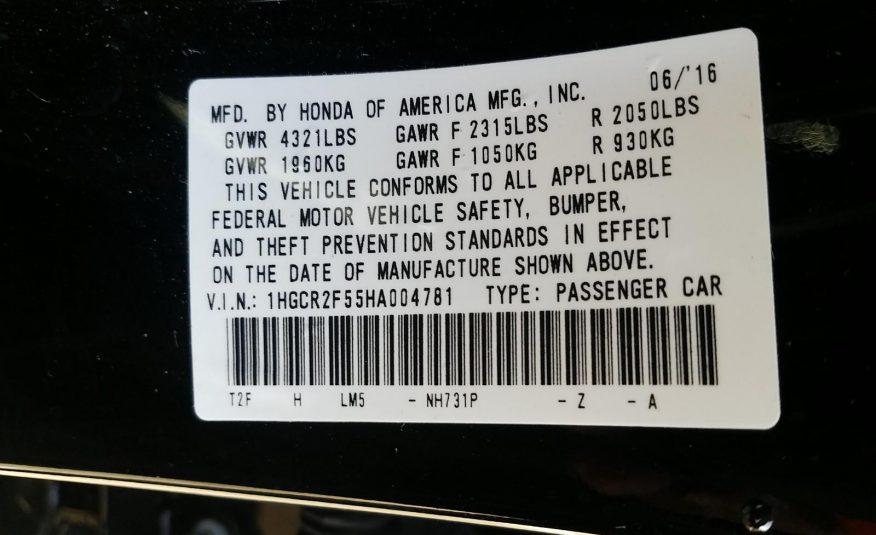 MFD. BY HONDA OF AMERICA MFG., INC. 06/'16
GVWR 4321LBS GAWR F 2315LBS R 2050LBS
GVWR 1960KG GAWR F 1050KG R 930KG
THIS VEHICLE CONFORMS TO ALL APPLICABLE
FEDERAL MOTOR VEHICLE SAFETY, BUMPER,
AND THEFT PREVENTION STANDARDS IN EFFECT
ON THE DATE OF MANUFACTURE SHOWN ABOVE.
V.I.N.: 1HGCR2F55HA004781 TYPE: PASSENGER CAR
T2F H LM5 - NH731P - Z - A